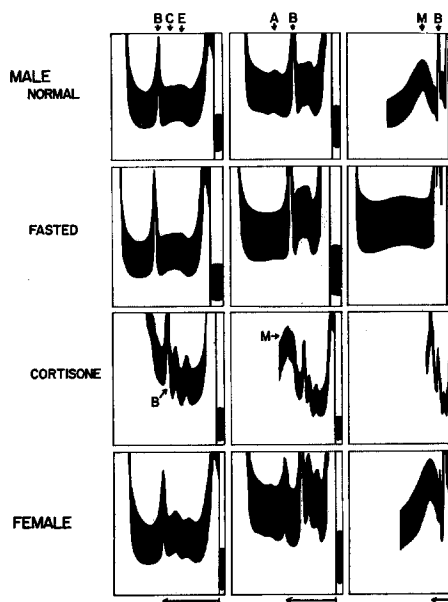 B C E A B M B
MALE
NORMAL
FASTED
CORTISONE
B
M
FEMALE